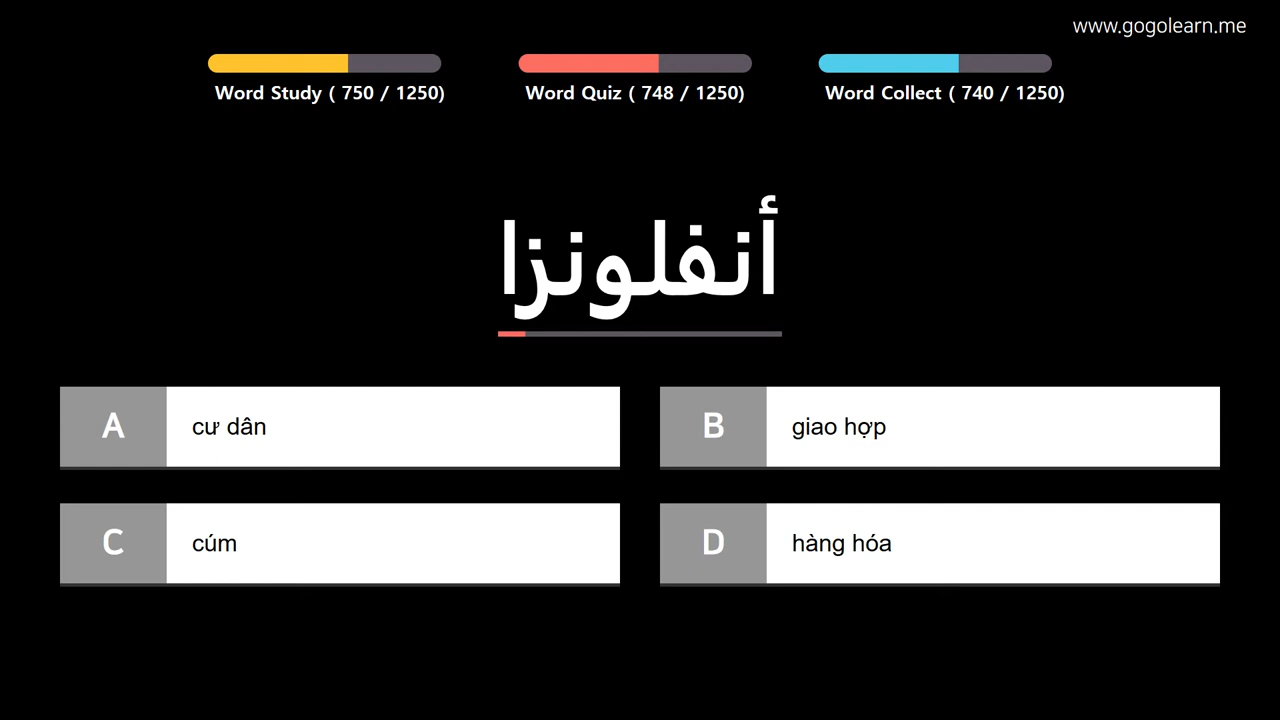 www.gogolearn.me
Word Study ( 750 / 1250)
Word Quiz ( 748 / 1250)
Word Collect ( 740 / 1250)
أنفلونزا
A cư dân
B giao hợp
C cúm
D hàng hóa